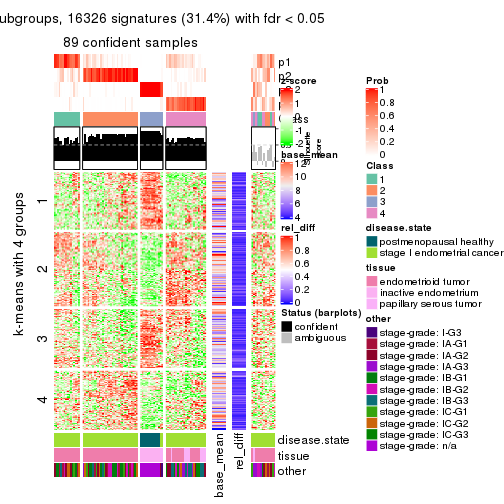 ubgroups, 16326 signatures (31.4%) with fdr < 0.05
89 confident samples
p1
p2
z-score
2
0
-2
base_mean
12
10
8
6
4
rel_diff
1
0.8
0.6
0.4
0.2
0
Status (barplots)
confident
ambiguous
Prob
1
0.8
0.6
0.4
0.2
0
Class
1
2
3
4
disease.state
postmenopausal healthy
stage I endometrial cancer
tissue
endometrioid tumor
inactive endometrium
papillary serous tumor
other
stage-grade: I-G3
stage-grade: IA-G1
stage-grade: IA-G2
stage-grade: IA-G3
stage-grade: IB-G1
stage-grade: IB-G2
stage-grade: IB-G3
stage-grade: IC-G1
stage-grade: IC-G2
stage-grade: IC-G3
stage-grade: n/a
k-means with 4 groups
1
2
3
4
disease.state
tissue
other
base_mean
rel_diff